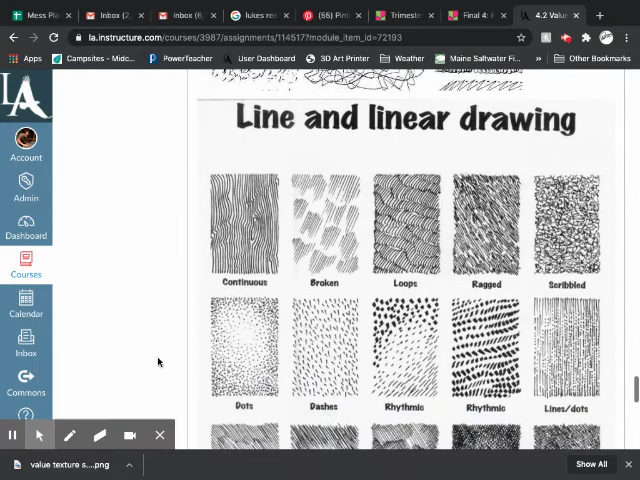 Mess Pla
Inbox (2,
Inbox (6,
lukes ree
(55) Pint
Trimeste
Final 4: F
4.2 Value
la.instructure.com/courses/3987/assignments/114517?module_item_id=72193
Apps
Campsites - Midc...
PowerTeacher
User Dashboard
3D Art Printer
Weather
Maine Saltwater Fi...
»
Other Bookmarks
LA
Account
Admin
Dashboard
Courses
Calendar
Inbox
Commons
Line and linear drawing
Continuous
Broken
Loops
Ragged
Scribbled
Dots
Dashes
Rhythmic
Rhythmic
Lines/dots
value texture s....png
Show All